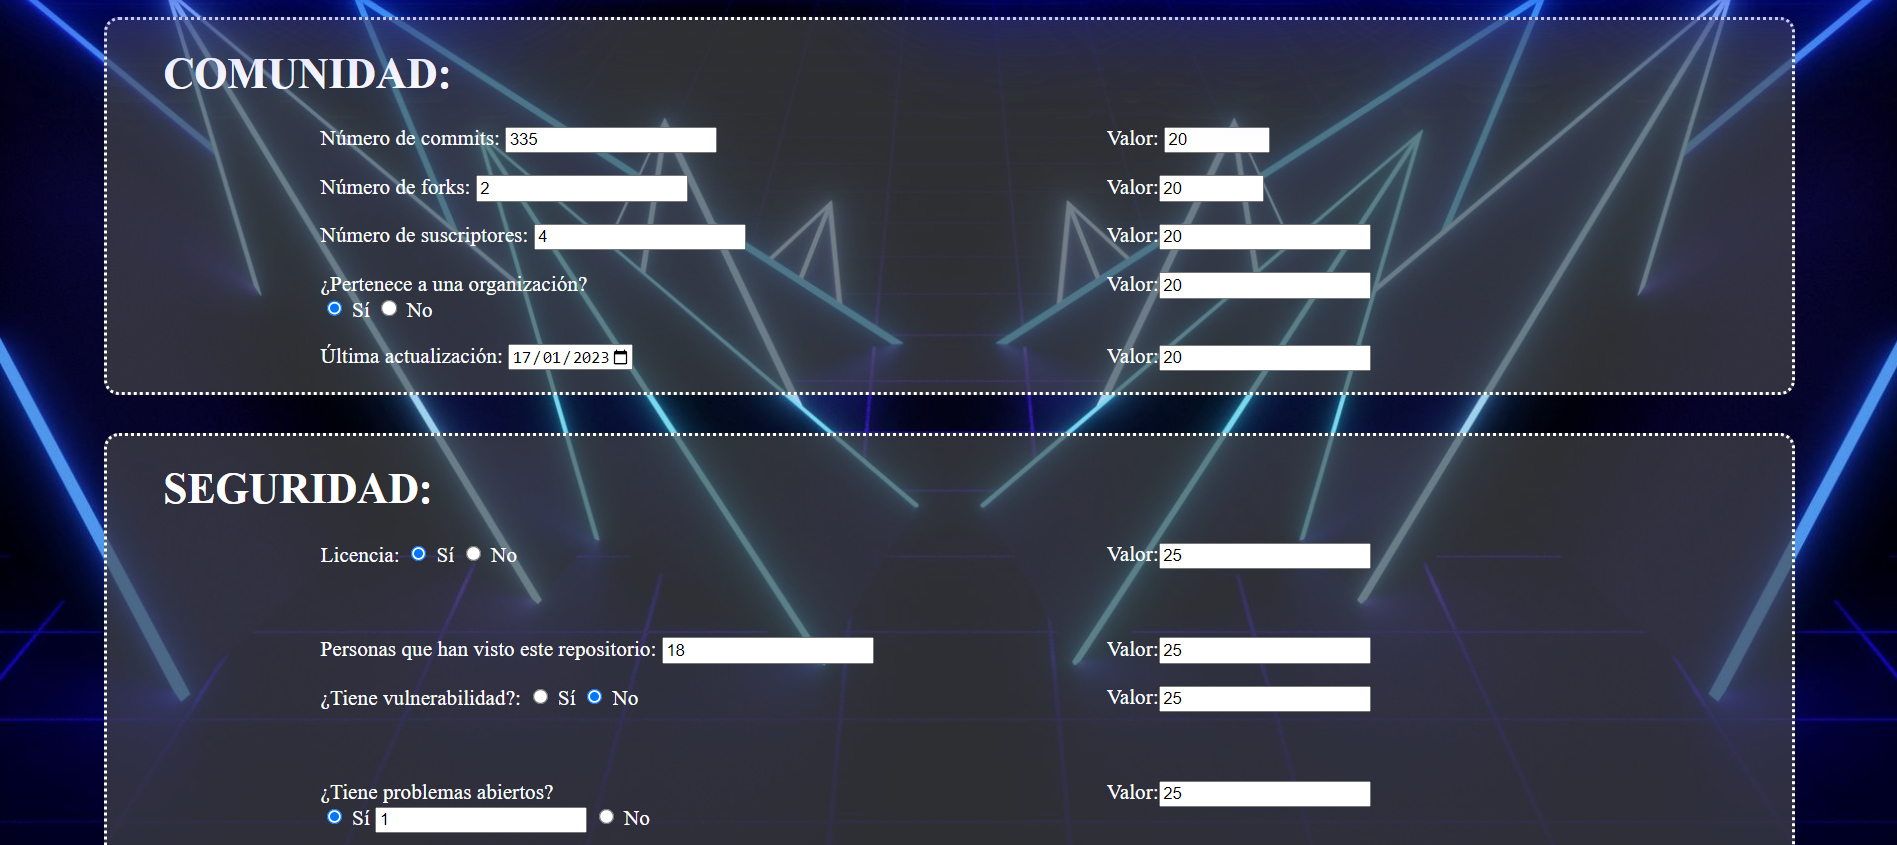 COMUNIDAD:
Número de commits: 335 Valor: 20
Número de forks: 2 Valor: 20
Número de suscriptores: 4 Valor: 20
¿Pertenece a una organización? Valor: 20
Sí No
Última actualización: 17/01/2023 Valor: 20
SEGURIDAD:
Licencia: Sí No Valor: 25
Personas que han visto este repositorio: 18 Valor: 25
¿Tiene vulnerabilidad?: Sí No Valor: 25
¿Tiene problemas abiertos? Valor: 25
Sí 1 No